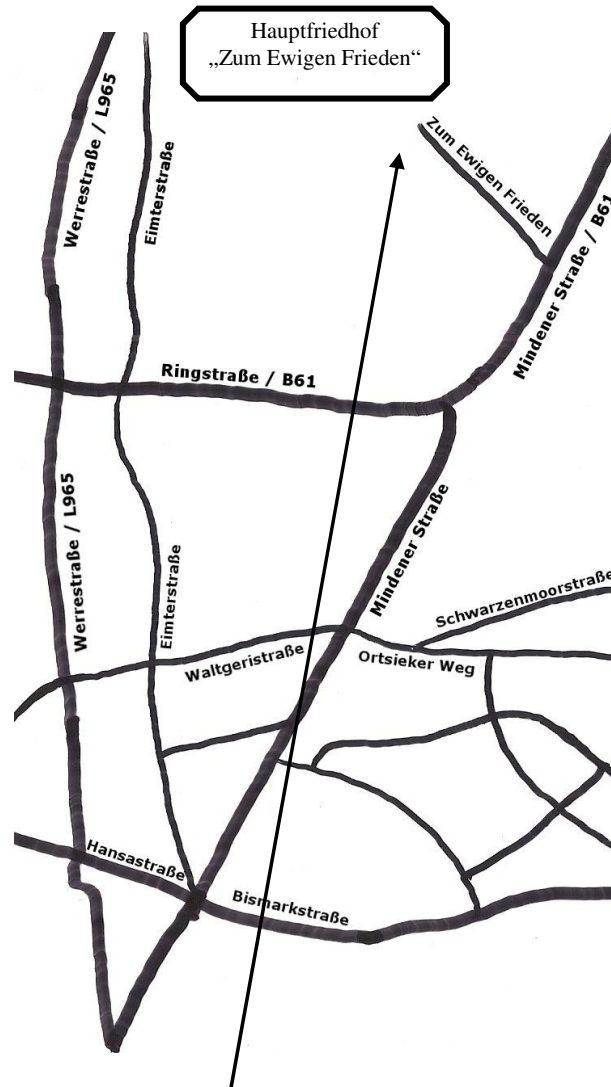 Hauptfriedhof
„Zum Ewigen Frieden“
Zum Ewigen Frieden
Werrestraße / L965
Eimterstraße
Mindener Straße / B61
Ringstraße / B61
Werrestraße / L965
Mindener Straße
Eimterstraße
Schwarzenmoorstraße
Waltgeristraße
Ortsieker Weg
Hansastraße
Bismarkstraße